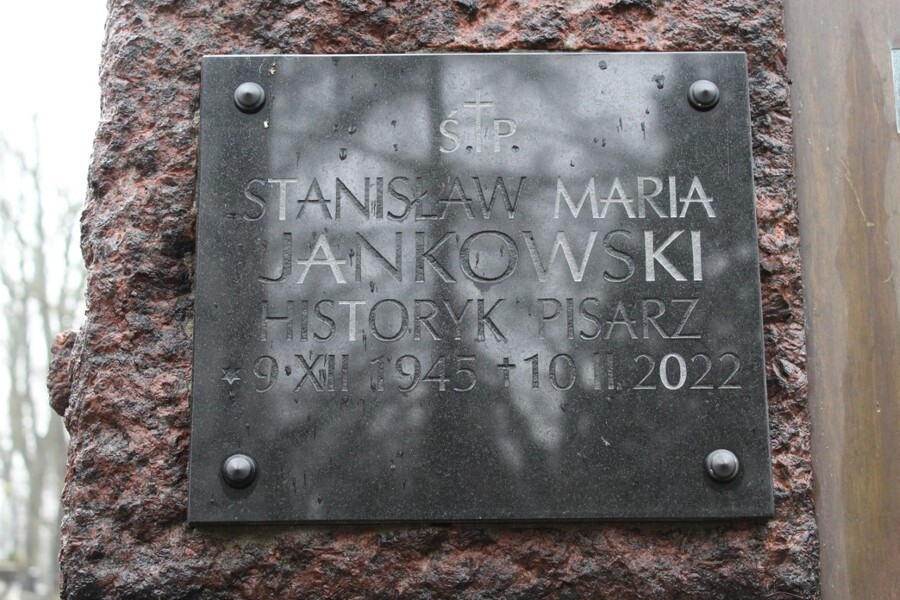 Ś.†P.
STANISŁAW MARIA
JANKOWSKI
HISTORYK PISARZ
* 9 XII 1945 † 10 II 2022